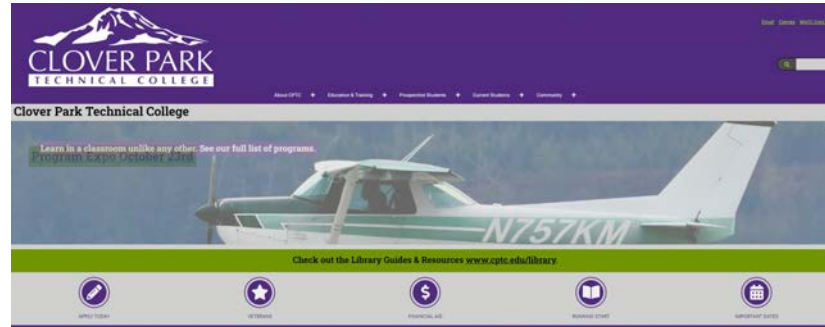 Email Canvas
CLOVER PARK
TECHNICAL COLLEGE
About CPTC + Education & Training + Prospective Students + Current Students + Community +
Clover Park Technical College
Learn in a classroom unlike any other. See our full list of programs.
Program Expo October 23rd
N757KM
Check out the Library Guides & Resources www.cptc.edu/library.
APPLY TODAY
VETERANS
FINANCIAL AID
RUNNING START
IMPORTANT DATES